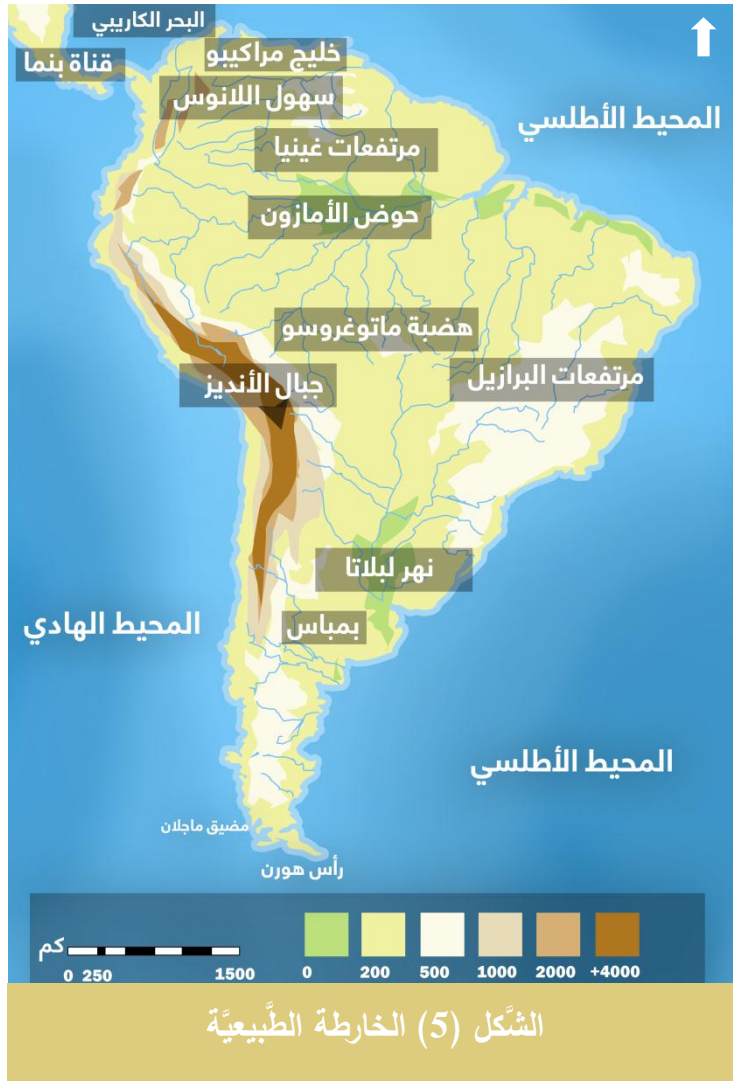 البحر الكاريبي
قناة بنما
خليج مراكيبو
سهول اللانوس
المحيط الأطلسي
مرتفعات غينيا
حوض الأمازون
هضبة ماتوغروسو
مرتفعات البرازيل
جبال الأنديز
نهر لبلاتا
بمباس
المحيط الهادي
المحيط الأطلسي
مضيق ماجلان
رأس هورن
كم
0 250 1500
0 200 500 1000 2000 +4000
الشَّكل (5) الخارطة الطَّبيعيَّة